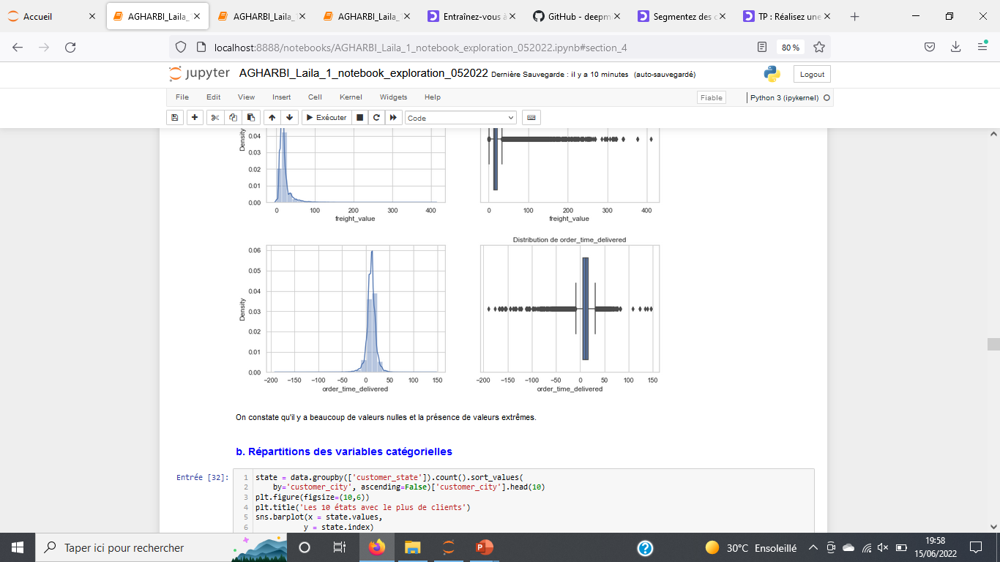 Accueil
AGHARBI_Laila_1
AGHARBI_Laila_
AGHARBI_Laila_1
Entraînez-vous à
GitHub - deepm
Segmentez des c
TP : Réalisez une
localhost:8888/notebooks/AGHARBI_Laila_1_notebook_exploration_052022.ipynb#section_4
80 %
jupyter AGHARBI_Laila_1_notebook_exploration_052022 Dernière Sauvegarde : il y a 10 minutes (auto-sauvegardé)
Logout
File Edit View Insert Cell Kernel Widgets Help
Fiable
Python 3 (ipykernel)
Exécuter
Code
Density
0.04
0.03
0.02
0.01
0.00
0 100 200 300 400
freight_value
0 100 200 300 400
freight_value
Density
0.06
0.05
0.04
0.03
0.02
0.01
0.00
−200 −150 −100 −50 0 50 100 150
order_time_delivered
Distribution de order_time_delivered
−200 −150 −100 −50 0 50 100 150
order_time_delivered
On constate qu'il y a beaucoup de valeurs nulles et la présence de valeurs extrêmes.
b. Répartitions des variables catégorielles
Entrée [32]:
1 state = data.groupby(['customer_state']).count().sort_values(
2 by='customer_city', ascending=False)['customer_city'].head(10)
3 plt.figure(figsize=(10,6))
4 plt.title('Les 10 états avec le plus de clients')
5 sns.barplot(x = state.values,
6 y = state.index)
Taper ici pour rechercher
30°C Ensoleillé
19:58
15/06/2022